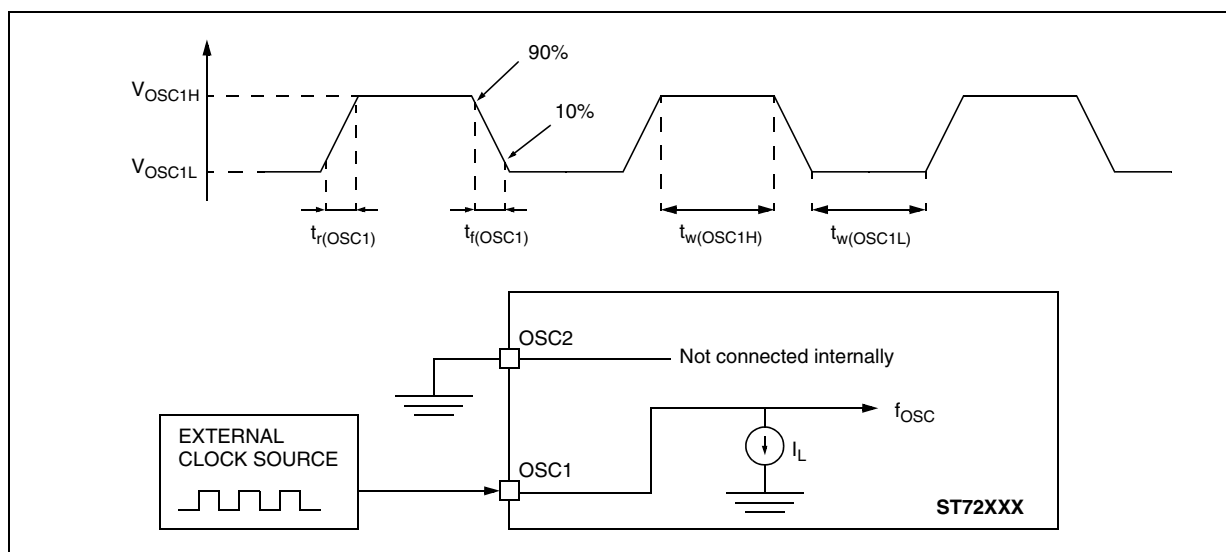 90%
V_OSC1H
10%
V_OSC1L
t_r(OSC1)
t_f(OSC1)
t_w(OSC1H)
t_w(OSC1L)
OSC2
Not connected internally
f_OSC
EXTERNAL
CLOCK SOURCE
OSC1
I_L
ST72XXX